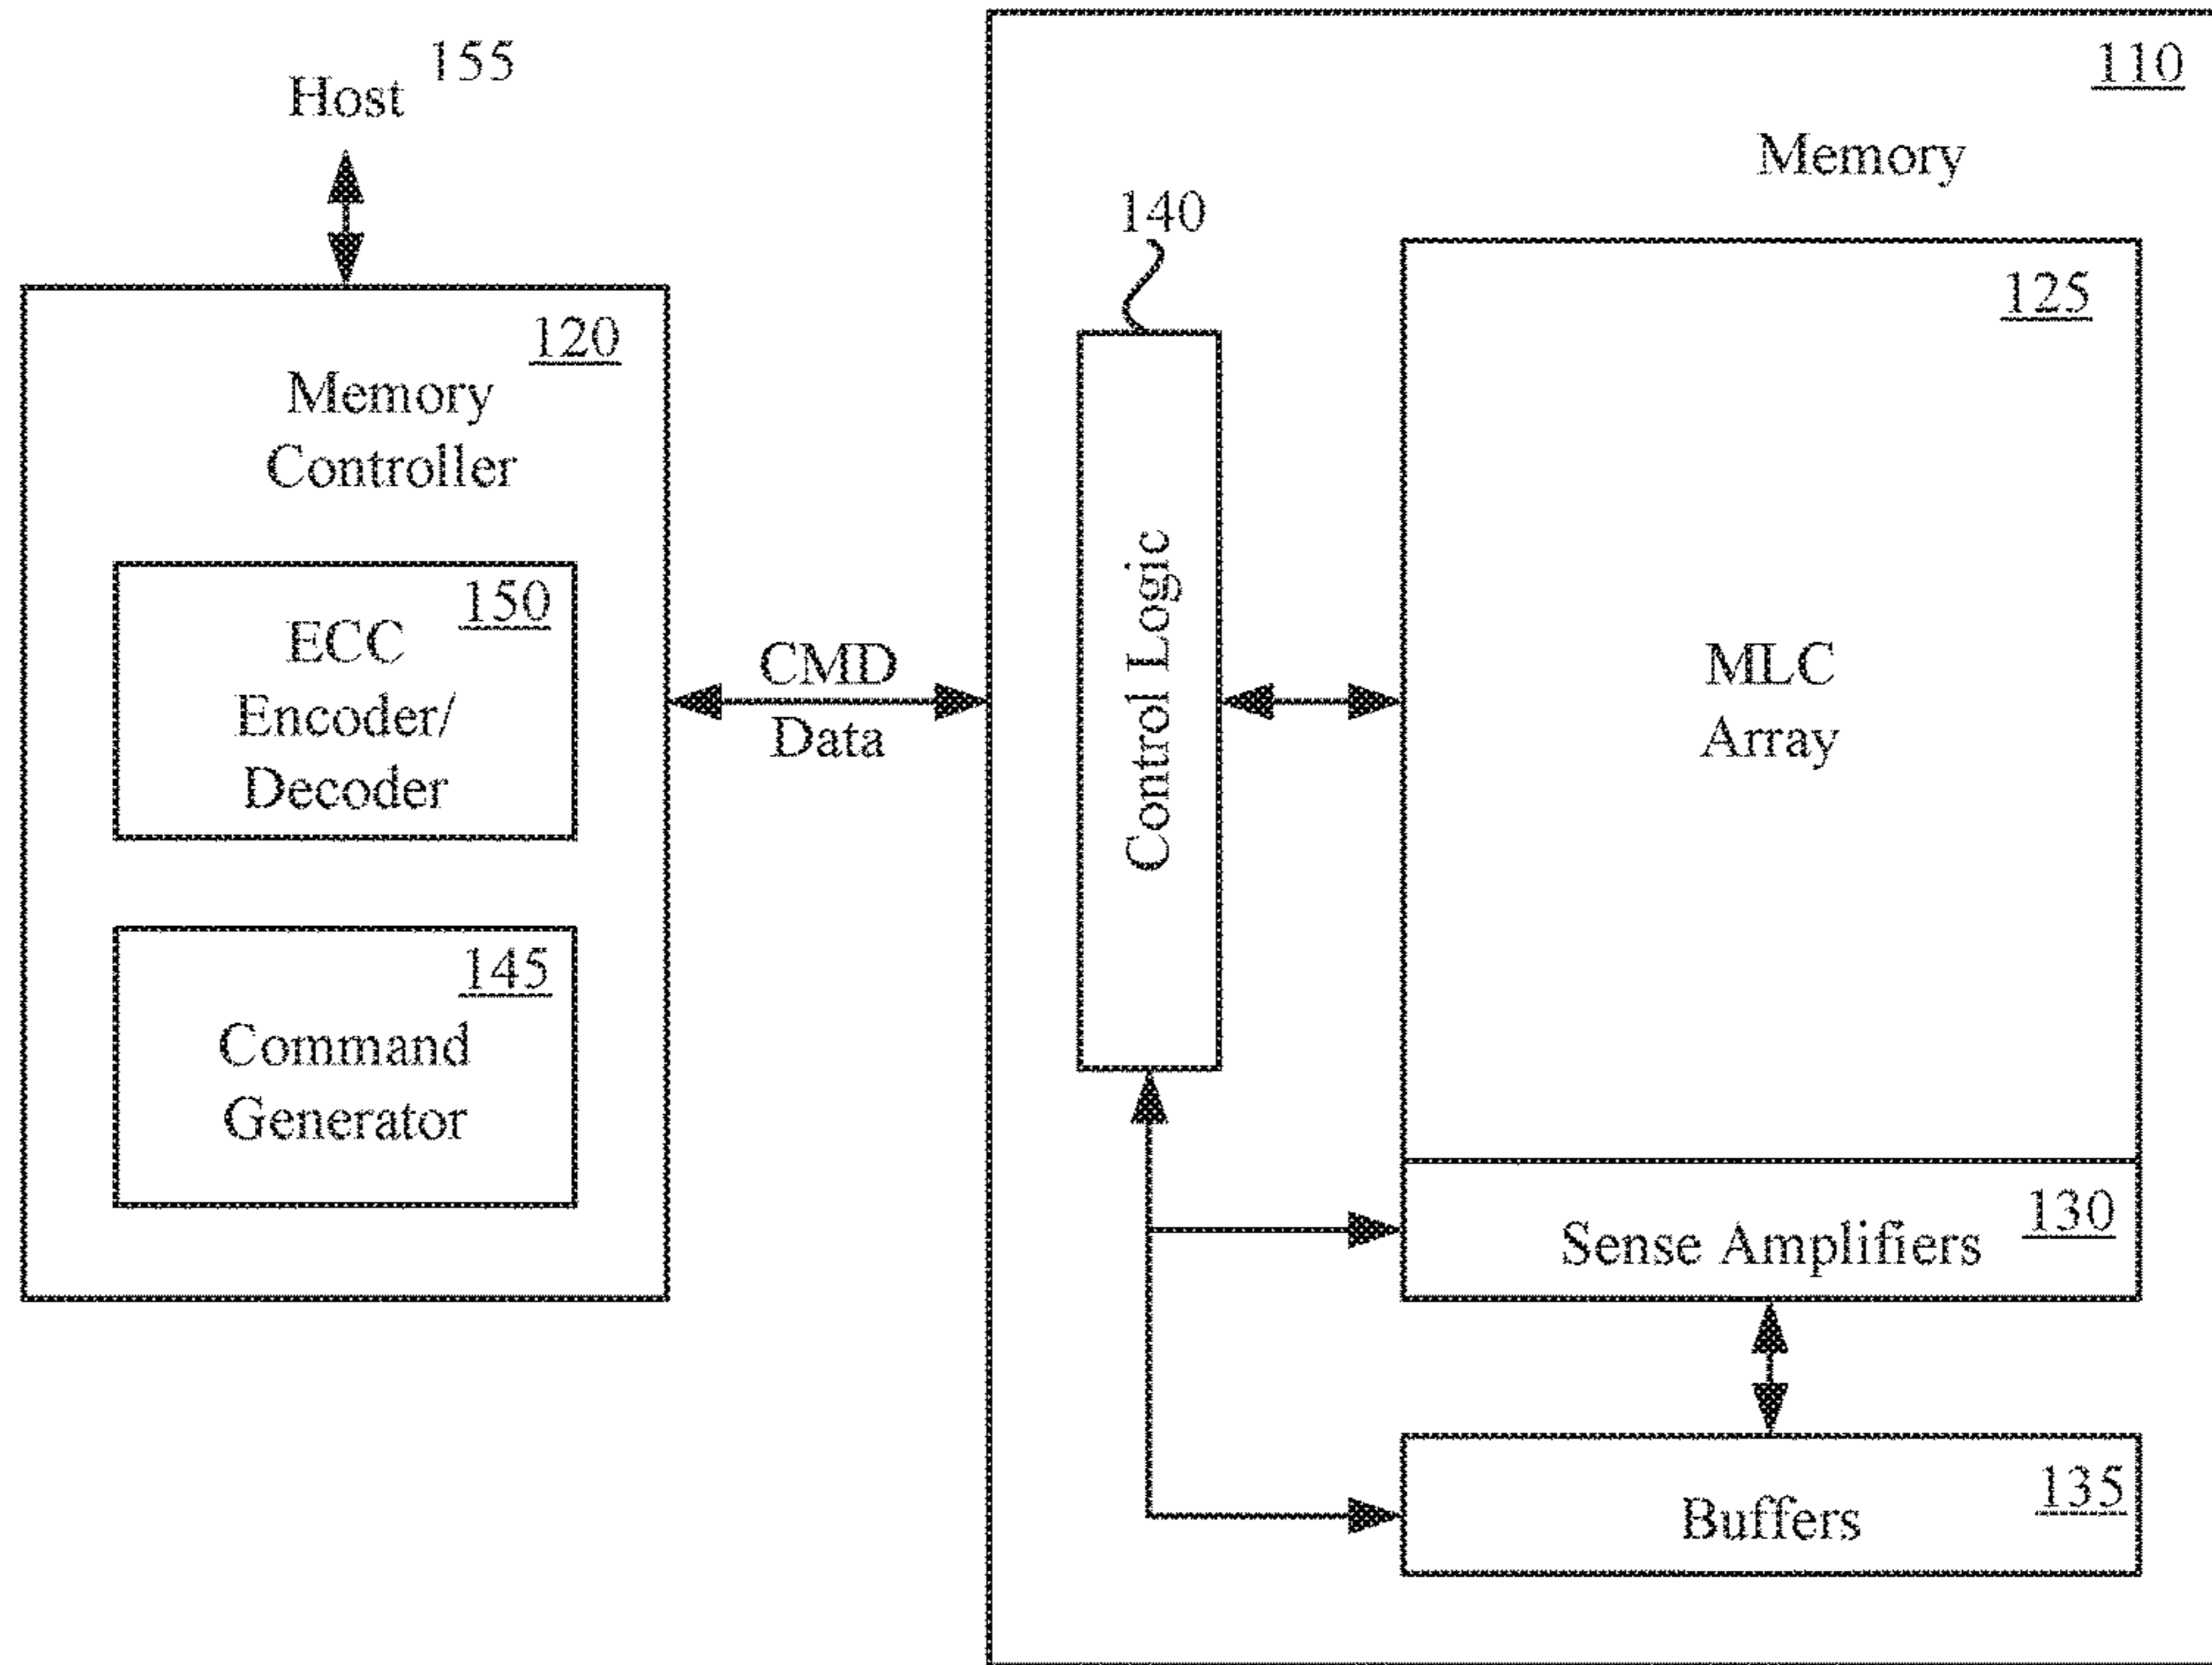 Host 155
120
Memory
Controller
150
ECC
Encoder/
Decoder
145
Command
Generator
CMD
Data
110
Memory
140
Control Logic
125
MLC
Array
130
Sense Amplifiers
135
Buffers